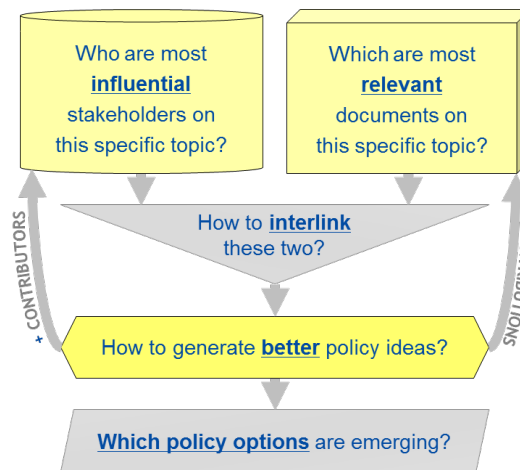 Who are most
influential
stakeholders on
this specific topic?
Which are most
relevant
documents on
this specific topic?
How to interlink
these two?
+ CONTRIBUTORS
How to generate better policy ideas?
Which policy options are emerging?